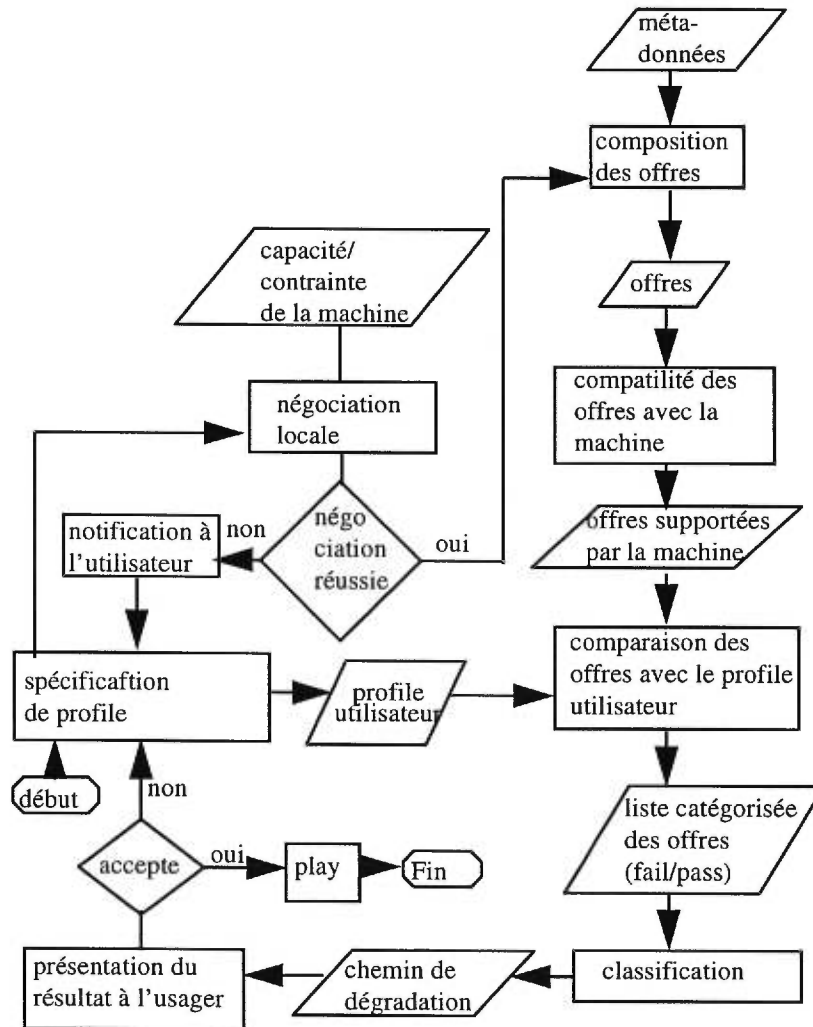 méta-
données
composition
des offres
capacité/
contrainte
de la machine
offres
négociation
locale
compatilité des
offres avec la
machine
notification à
l'utilisateur
non
négo
ciation
réussie
oui
offres supportées
par la machine
spécificaftion
de profile
profile
utilisateur
comparaison des
offres avec le profile
utilisateur
début
non
accepte
oui
play
Fin
liste catégorisée
des offres
(fail/pass)
présentation du
résultat à l'usager
chemin de
dégradation
classification